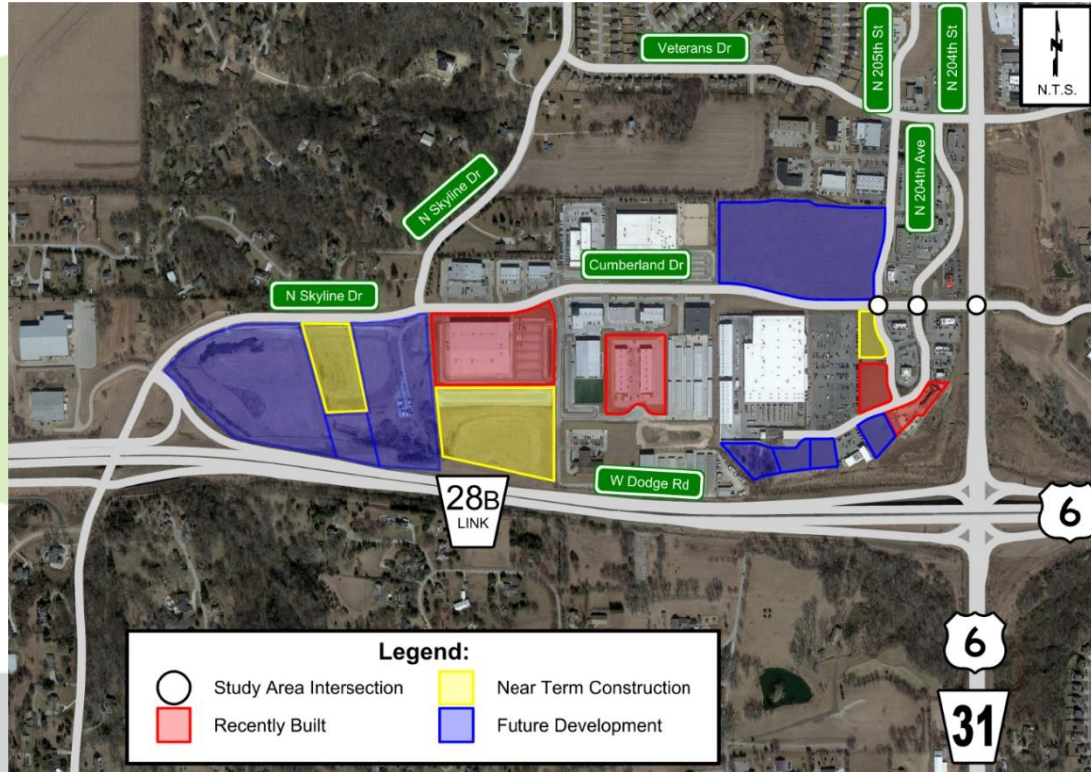 Veterans Dr
N 205th St
N 204th St
N
N.T.S.
N 204th Ave
N Skyline Dr
Cumberland Dr
N Skyline Dr
W Dodge Rd
28B
LINK
6
6
31
Legend:
Study Area Intersection
Near Term Construction
Recently Built
Future Development